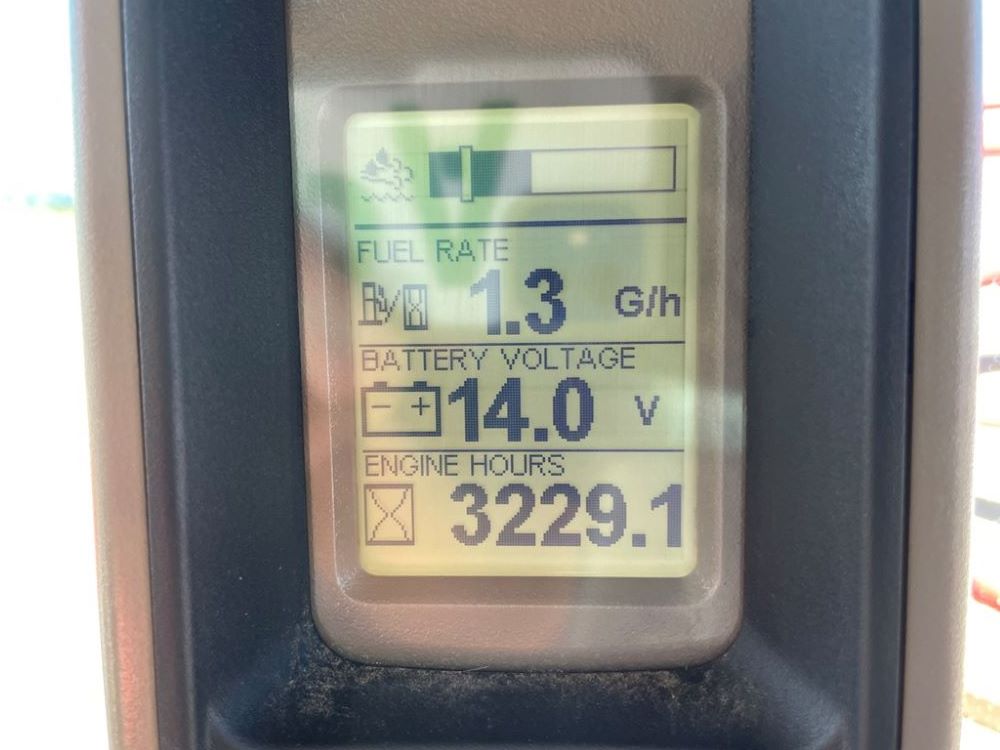 FUEL RATE
1.3 G/h
BATTERY VOLTAGE
- + 14.0 V
ENGINE HOURS
3229.1